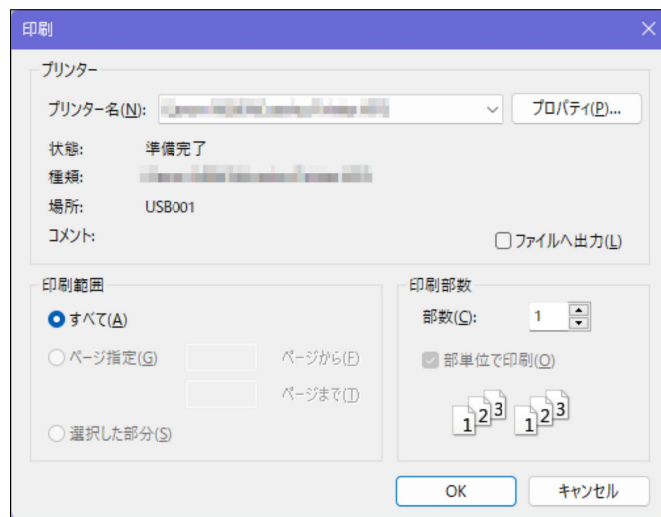 印刷
プリンター
プリンター名(N):
プロパティ(P)...
状態: 準備完了
種類:
場所: USB001
コメント:
ファイルへ出力(L)
印刷範囲
すべて(A)
ページ指定(G) ページから(F)
ページまで(T)
選択した部分(S)
印刷部数
部数(C): 1
部単位で印刷(O)
1 2 3 1 2 3
OK キャンセル